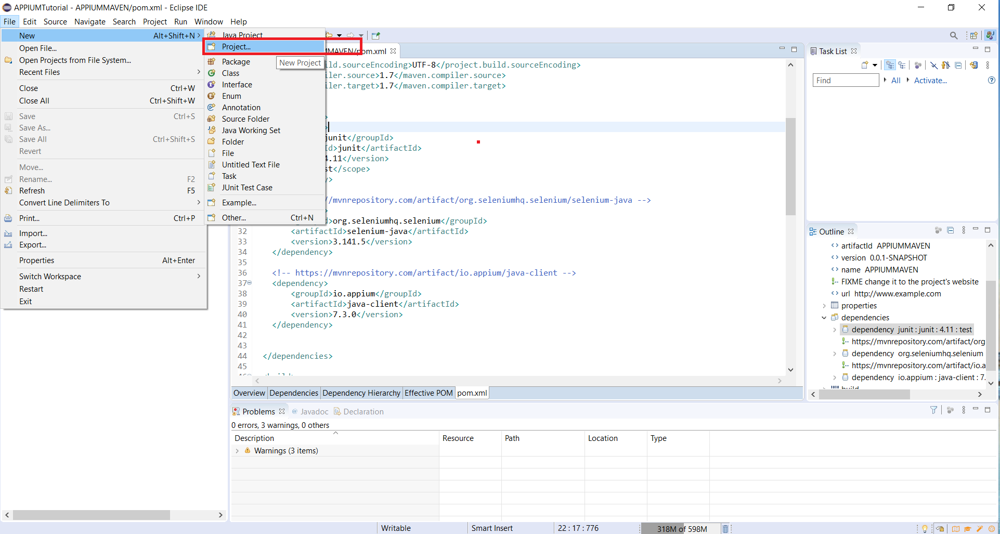 APPIUMTutorial - APPIUMMAVEN/pom.xml - Eclipse IDE
File Edit Source Navigate Search Project Run Window Help
New Alt+Shift+N
Open File...
Open Projects from File System...
Recent Files
Close Ctrl+W
Close All Ctrl+Shift+W
Save Ctrl+S
Save As...
Save All Ctrl+Shift+S
Revert
Move...
Rename... F2
Refresh F5
Convert Line Delimiters To
Print... Ctrl+P
Import...
Export...
Properties Alt+Enter
Switch Workspace
Restart
Exit
Java Project
Project...
New Project
Package
Class
Interface
Enum
Annotation
Source Folder
Java Working Set
Folder
File
Untitled Text File
Task
JUnit Test Case
Example...
Other... Ctrl+N
MAVEN/pom.xml
ild.sourceEncoding>UTF-8</project.build.sourceEncoding>
iler.source>1.7</maven.compiler.source>
iler.target>1.7</maven.compiler.target>
>
>
junit</groupId>
Id>junit</artifactId>
4.11</version>
st</scope>
y>
//mvnrepository.com/artifact/org.seleniumhq.selenium/selenium-java -->
>
d>org.seleniumhq.selenium</groupId>
32 <artifactId>selenium-java</artifactId>
33 <version>3.141.5</version>
34 </dependency>
35
36 <!-- https://mvnrepository.com/artifact/io.appium/java-client -->
37 <dependency>
38 <groupId>io.appium</groupId>
39 <artifactId>java-client</artifactId>
40 <version>7.3.0</version>
41 </dependency>
42
43
44 </dependencies>
45
46 <build>
Overview Dependencies Dependency Hierarchy Effective POM pom.xml
Task List
Find All Activate...
Outline
artifactId APPIUMMAVEN
version 0.0.1-SNAPSHOT
name APPIUMMAVEN
FIXME change it to the project's website
url http://www.example.com
properties
dependencies
dependency junit : junit : 4.11 : test
https://mvnrepository.com/artifact/org
dependency org.seleniumhq.selenium
https://mvnrepository.com/artifact/io.a
dependency io.appium : java-client : 7.
build
Problems @ Javadoc Declaration
0 errors, 3 warnings, 0 others
Description Resource Path Location Type
Warnings (3 items)
Writable Smart Insert 22 : 17 : 776 318M of 598M